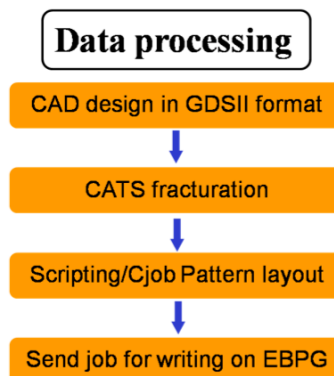 Data processing
CAD design in GDSII format
CATS fracturation
Scripting/Cjob Pattern layout
Send job for writing on EBPG